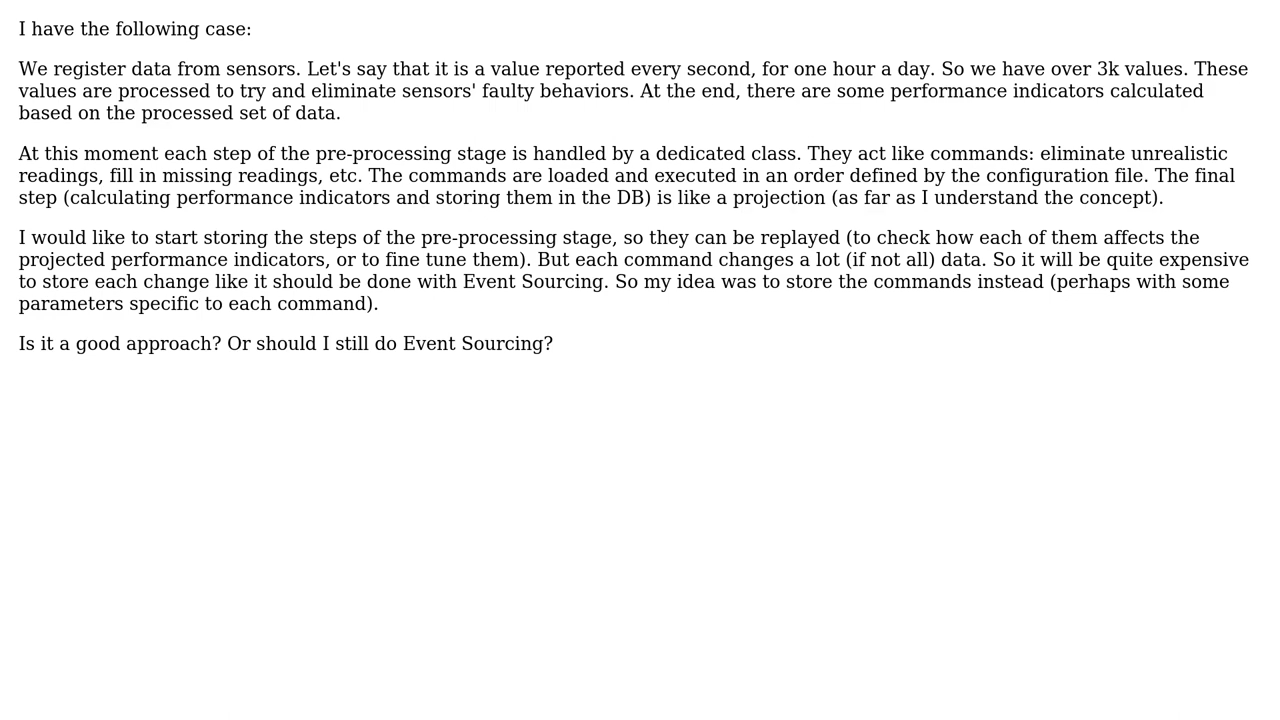 I have the following case:
We register data from sensors. Let's say that it is a value reported every second, for one hour a day. So we have over 3k values. These
values are processed to try and eliminate sensors' faulty behaviors. At the end, there are some performance indicators calculated
based on the processed set of data.
At this moment each step of the pre-processing stage is handled by a dedicated class. They act like commands: eliminate unrealistic
readings, fill in missing readings, etc. The commands are loaded and executed in an order defined by the configuration file. The final
step (calculating performance indicators and storing them in the DB) is like a projection (as far as I understand the concept).
I would like to start storing the steps of the pre-processing stage, so they can be replayed (to check how each of them affects the
projected performance indicators, or to fine tune them). But each command changes a lot (if not all) data. So it will be quite expensive
to store each change like it should be done with Event Sourcing. So my idea was to store the commands instead (perhaps with some
parameters specific to each command).
Is it a good approach? Or should I still do Event Sourcing?